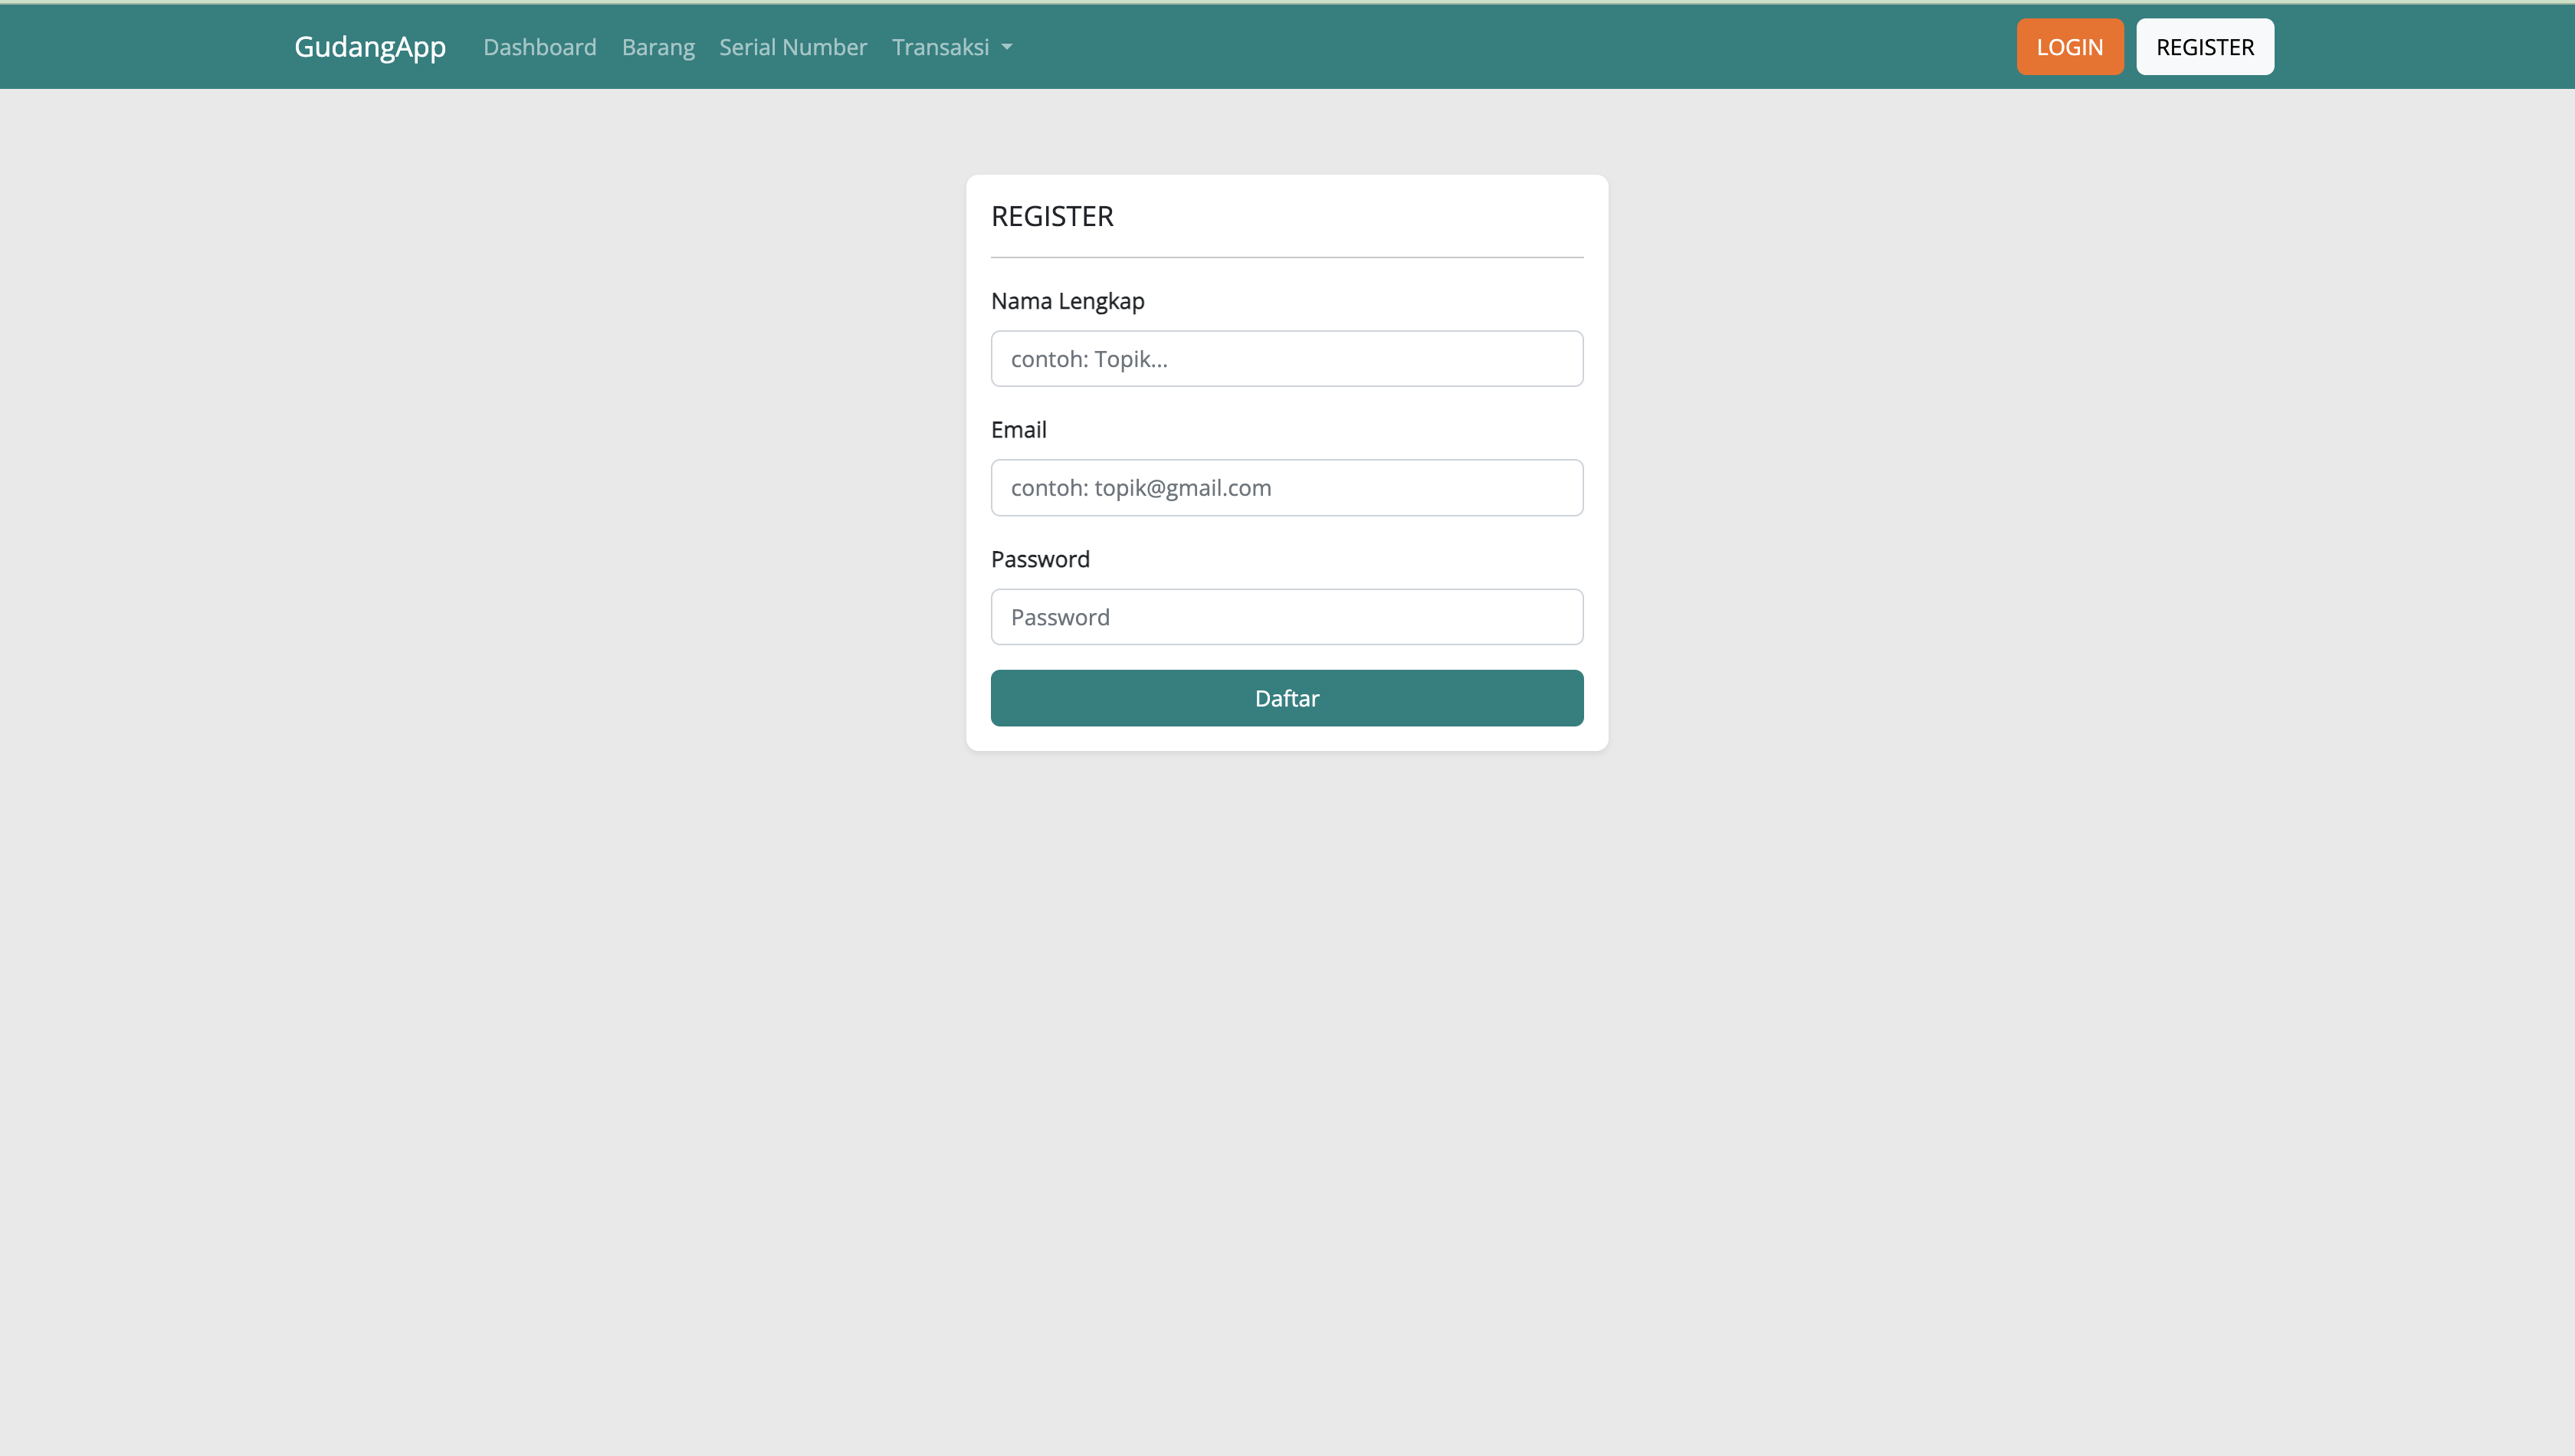 GudangApp Dashboard Barang Serial Number Transaksi LOGIN REGISTER
REGISTER
Nama Lengkap
contoh: Topik...
Email
contoh: topik@gmail.com
Password
Password
Daftar